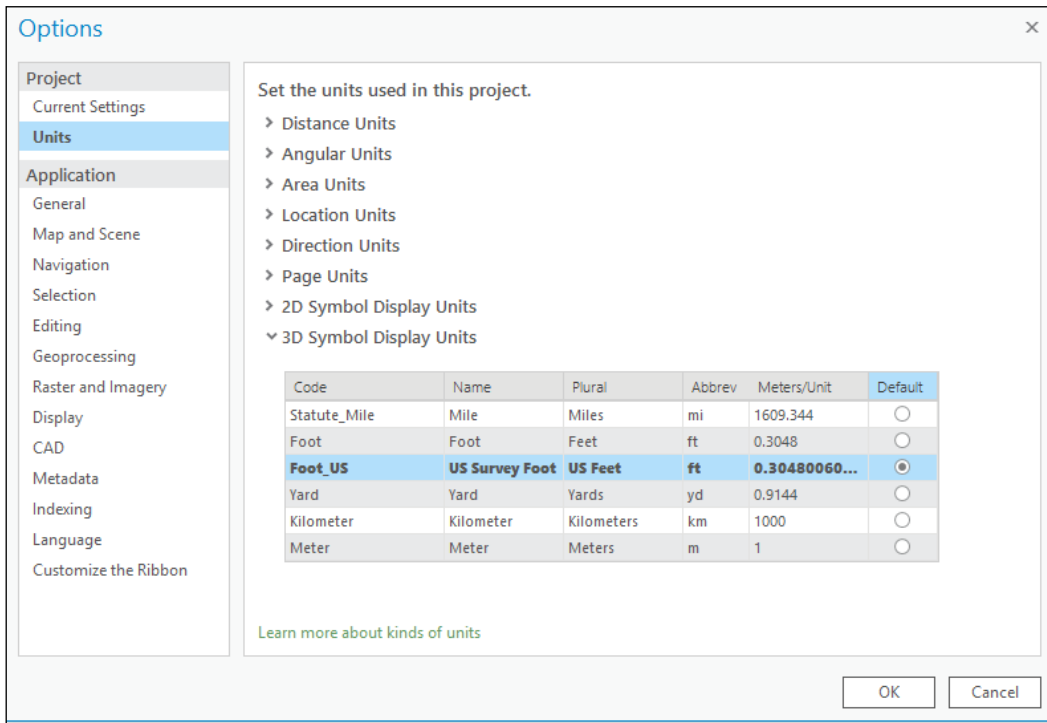 Options
Project
Current Settings
Units
Application
General
Map and Scene
Navigation
Selection
Editing
Geoprocessing
Raster and Imagery
Display
CAD
Metadata
Indexing
Language
Customize the Ribbon
Set the units used in this project.
Distance Units
Angular Units
Area Units
Location Units
Direction Units
Page Units
2D Symbol Display Units
3D Symbol Display Units
Code Name Plural Abbrev Meters/Unit Default
Statute_Mile Mile Miles mi 1609.344
Foot Foot Feet ft 0.3048
Foot_US US Survey Foot US Feet ft 0.30480060...
Yard Yard Yards yd 0.9144
Kilometer Kilometer Kilometers km 1000
Meter Meter Meters m 1
Learn more about kinds of units
OK Cancel